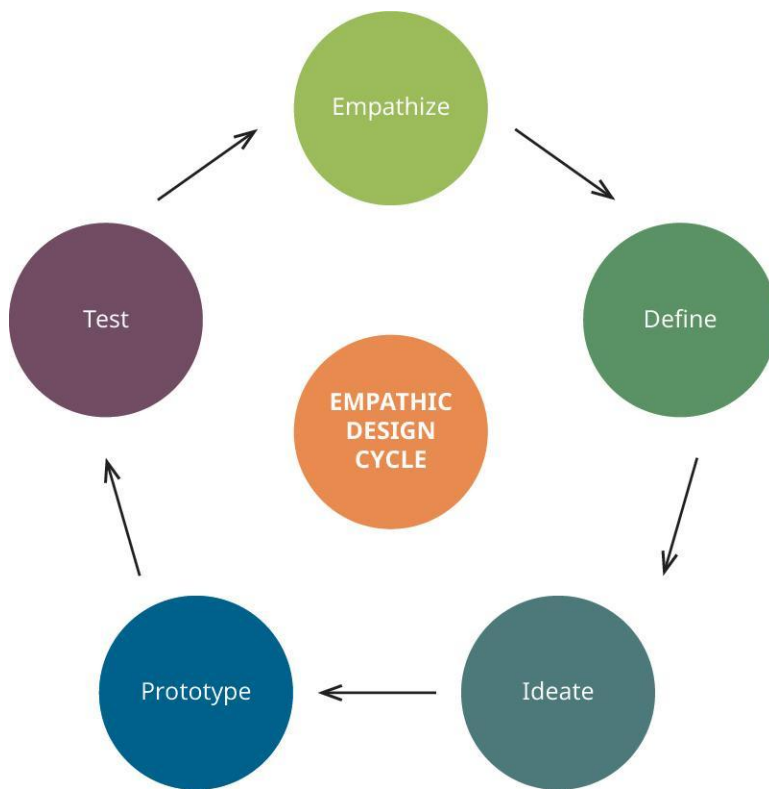 Empathize
Define
Ideate
Prototype
Test
EMPATHIC
DESIGN
CYCLE